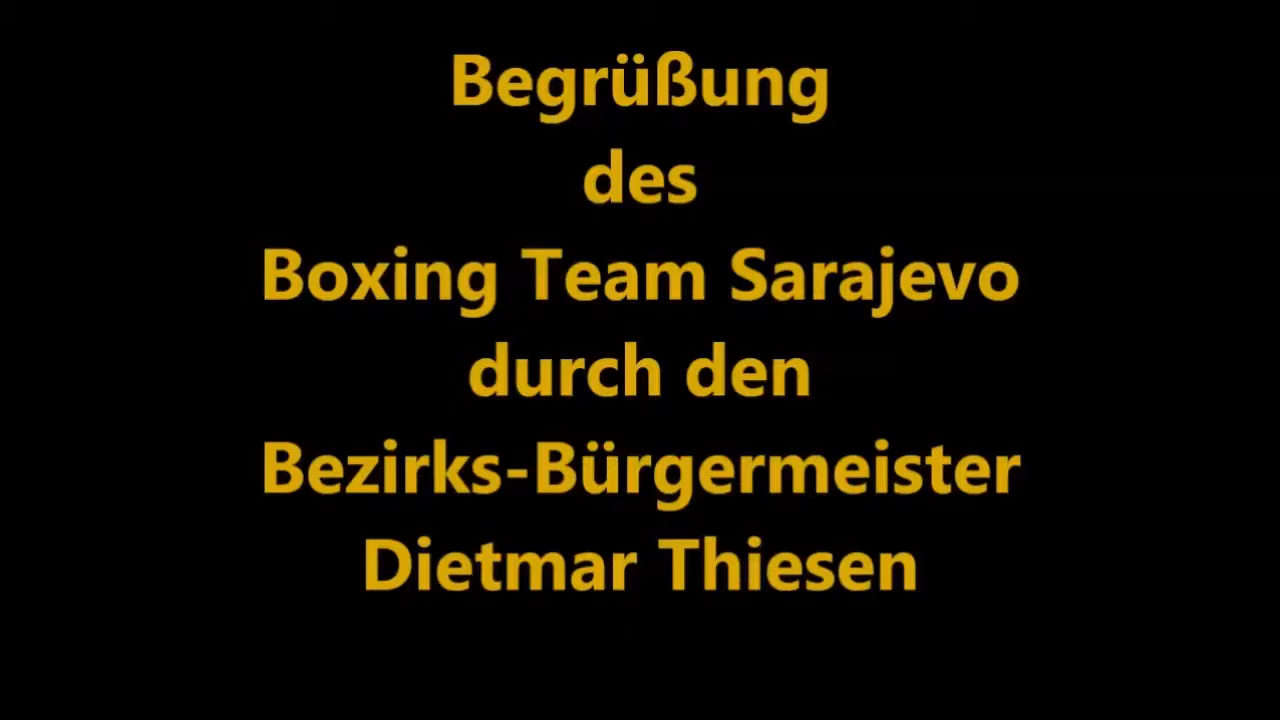 Begrüßung
des
Boxing Team Sarajevo
durch den
Bezirks-Bürgermeister
Dietmar Thiesen